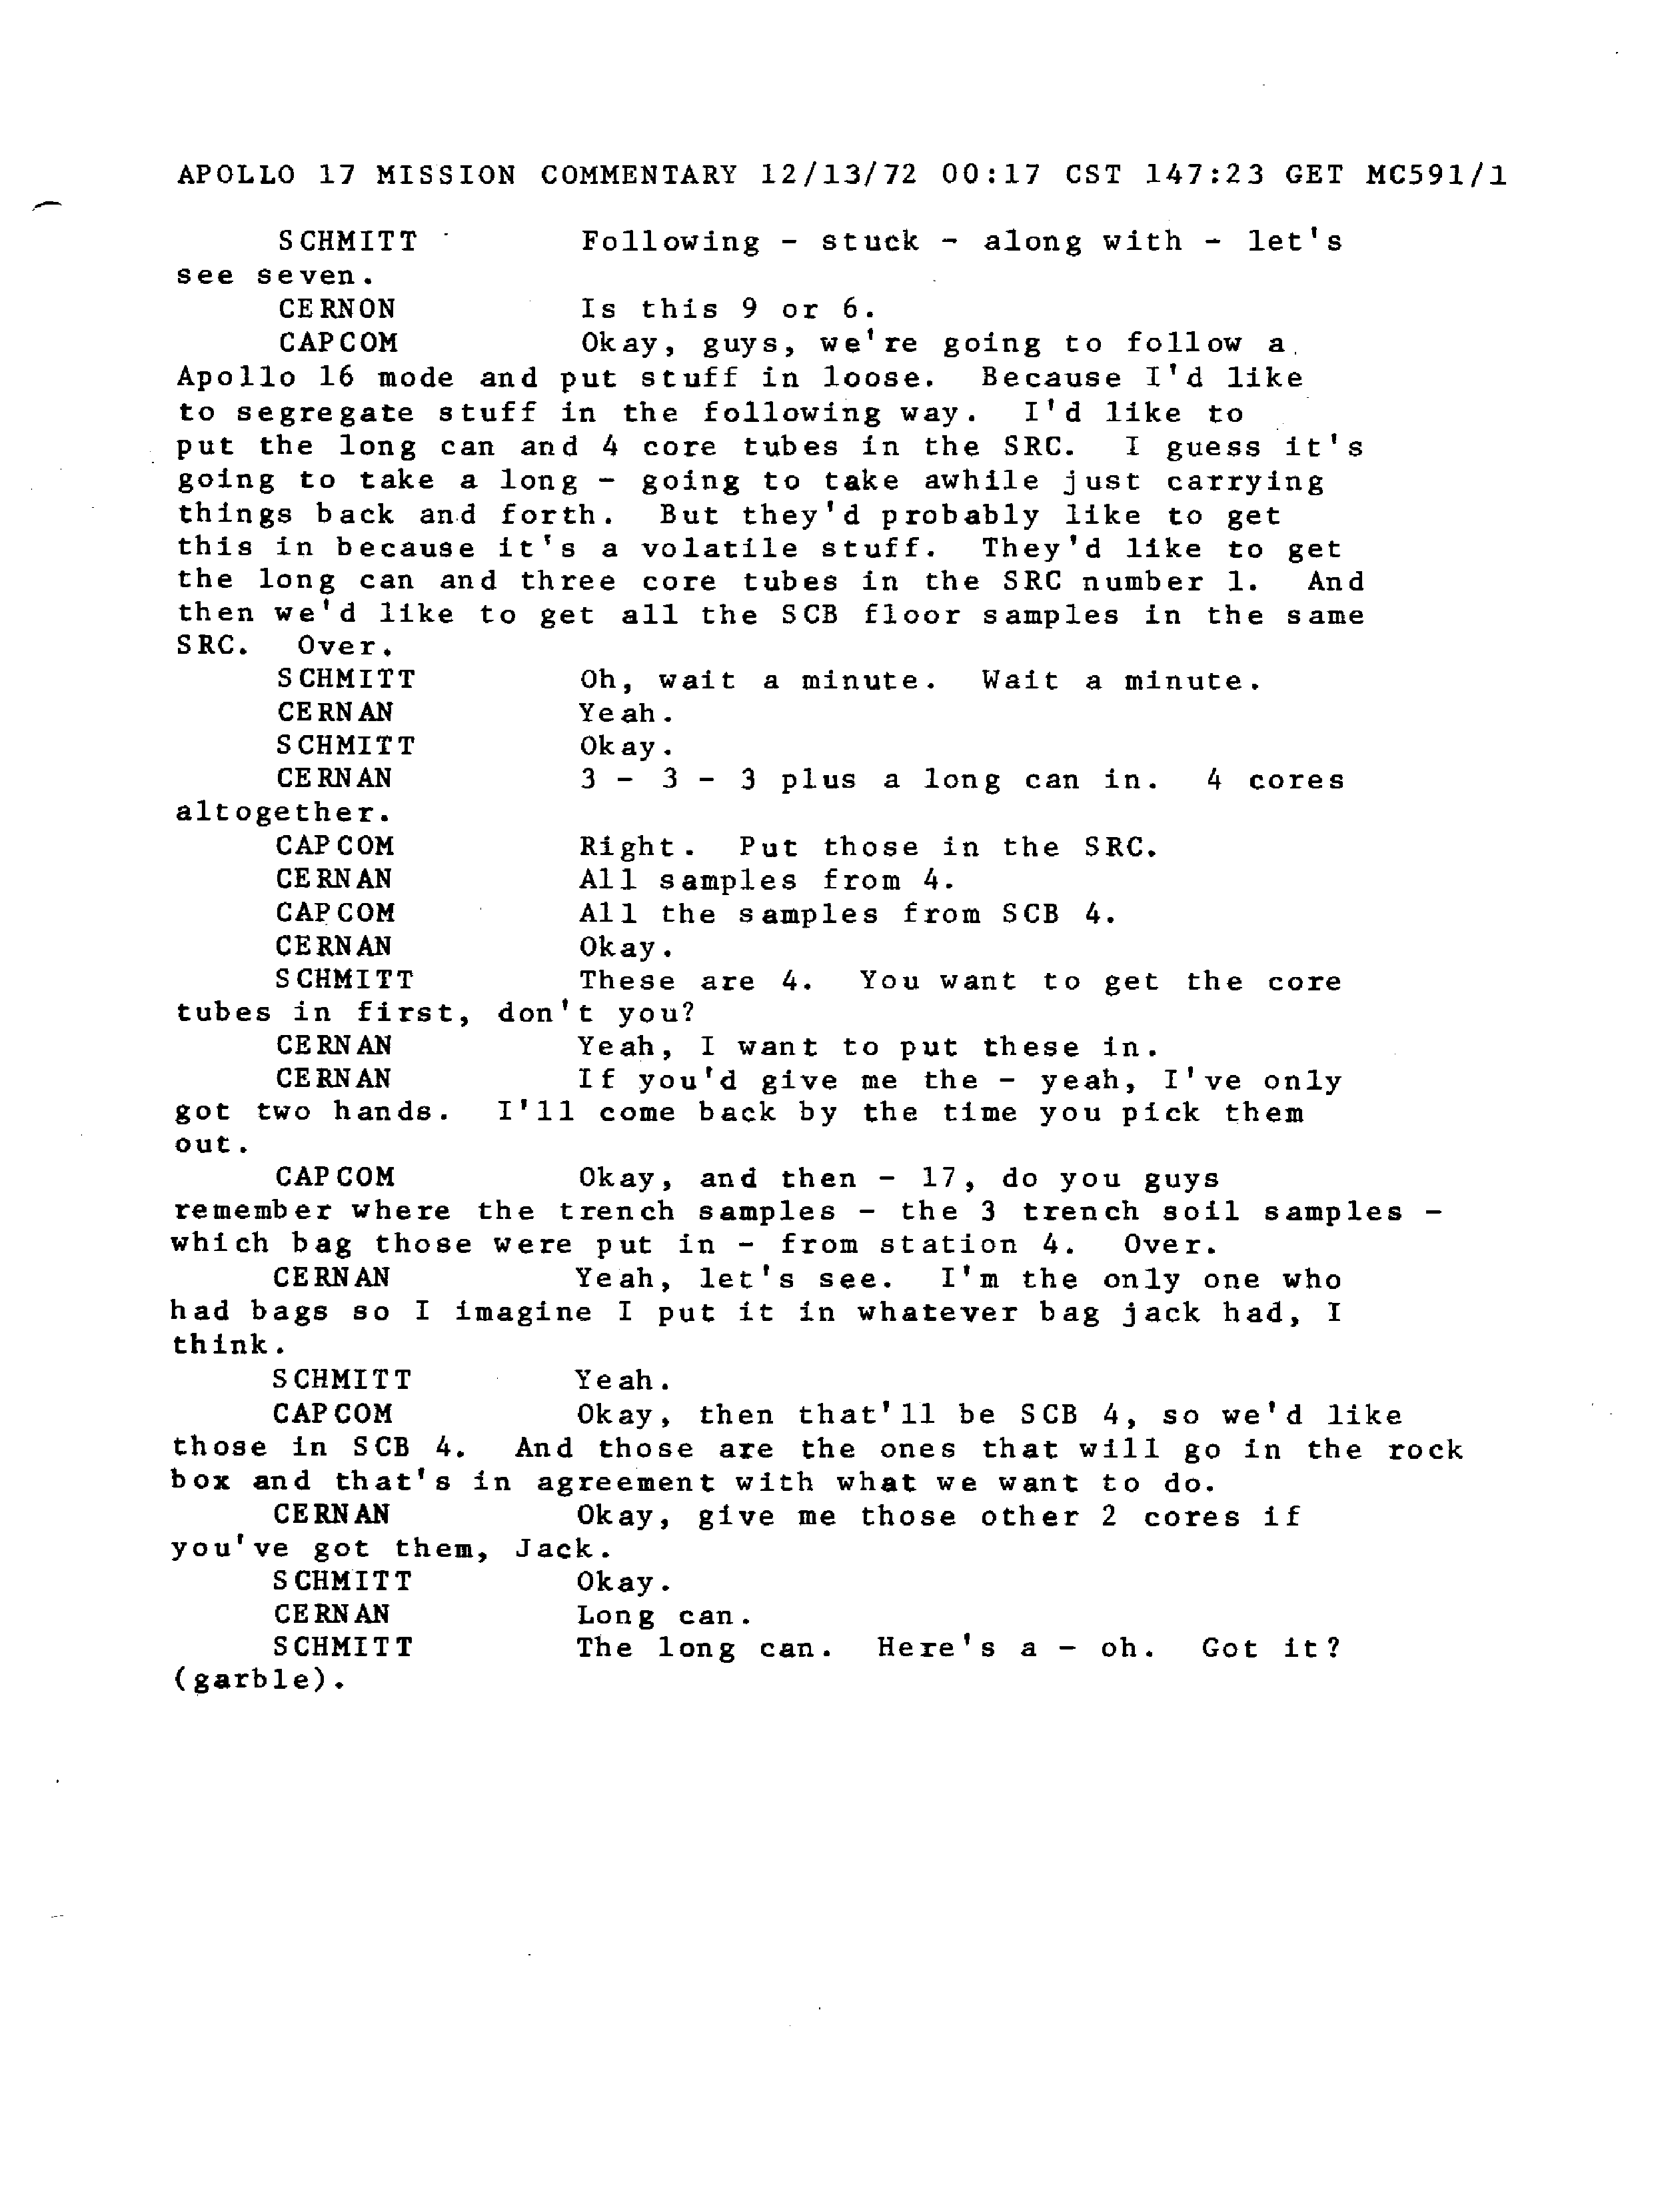 APOLLO 17 MISSION COMMENTARY 12/13/72 00:17 CST 147:23 GET MC591/1
SCHMITT Following - stuck - along with - let's
see seven.
CERNON Is this 9 or 6.
CAPCOM Okay, guys, we're going to follow a
Apollo 16 mode and put stuff in loose. Because I'd like
to segregate stuff in the following way. I'd like to
put the long can and 4 core tubes in the SRC. I guess it's
going to take a long - going to take awhile just carrying
things back and forth. But they'd probably like to get
this in because it's a volatile stuff. They'd like to get
the long can and three core tubes in the SRC number 1. And
then we'd like to get all the SCB floor samples in the same
SRC. Over.
SCHMITT Oh, wait a minute. Wait a minute.
CERNAN Yeah.
SCHMITT Okay.
CERNAN 3 - 3 - 3 plus a long can in. 4 cores
altogether.
CAPCOM Right. Put those in the SRC.
CERNAN All samples from 4.
CAPCOM All the samples from SCB 4.
CERNAN Okay.
SCHMITT These are 4. You want to get the core
tubes in first, don't you?
CERNAN Yeah, I want to put these in.
CERNAN If you'd give me the - yeah, I've only
got two hands. I'll come back by the time you pick them
out.
CAPCOM Okay, and then - 17, do you guys
remember where the trench samples - the 3 trench soil samples -
which bag those were put in - from station 4. Over.
CERNAN Yeah, let's see. I'm the only one who
had bags so I imagine I put it in whatever bag jack had, I
think.
SCHMITT Yeah.
CAPCOM Okay, then that'll be SCB 4, so we'd like
those in SCB 4. And those are the ones that will go in the rock
box and that's in agreement with what we want to do.
CERNAN Okay, give me those other 2 cores if
you've got them, Jack.
SCHMITT Okay.
CERNAN Long can.
SCHMITT The long can. Here's a - oh. Got it?
(garble).